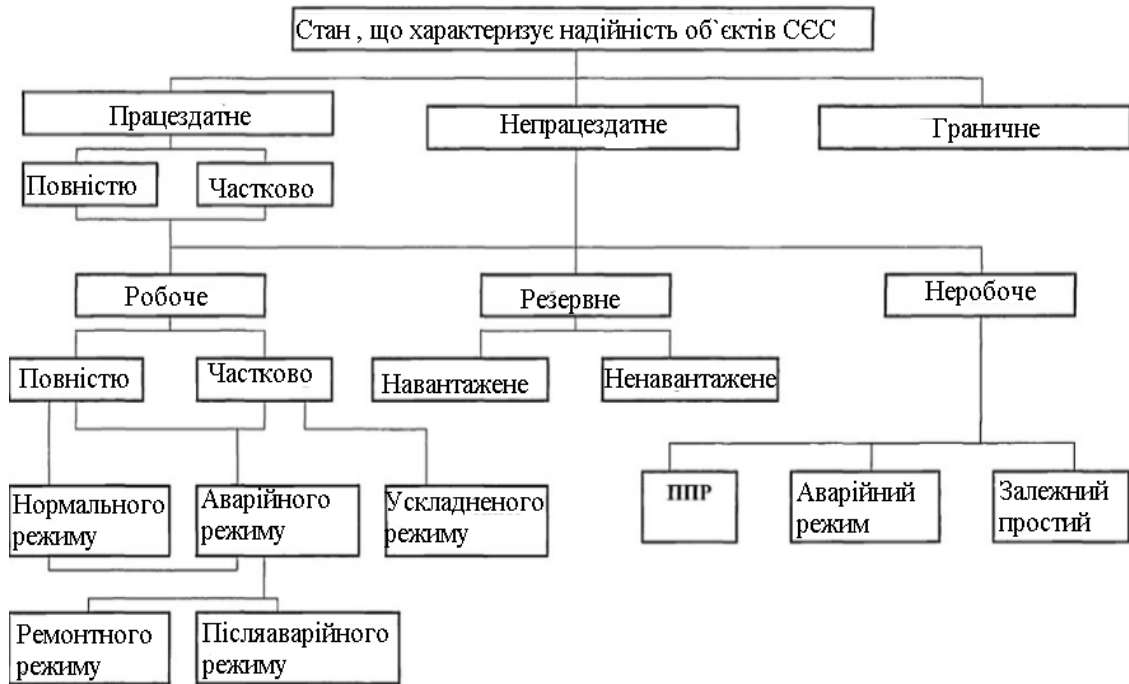 Стан , що характеризує надійність об`єктів СЄС
Працездатне
Непрацездатне
Граничне
Повністю
Частково
Робоче
Резервне
Неробоче
Повністю
Частково
Навантажене
Ненавантажене
Нормального
режиму
Аварійного
режиму
Ускладненого
режиму
ППР
Аварійний
режим
Залежний
простий
Ремонтного
режиму
Післяаварійного
режиму